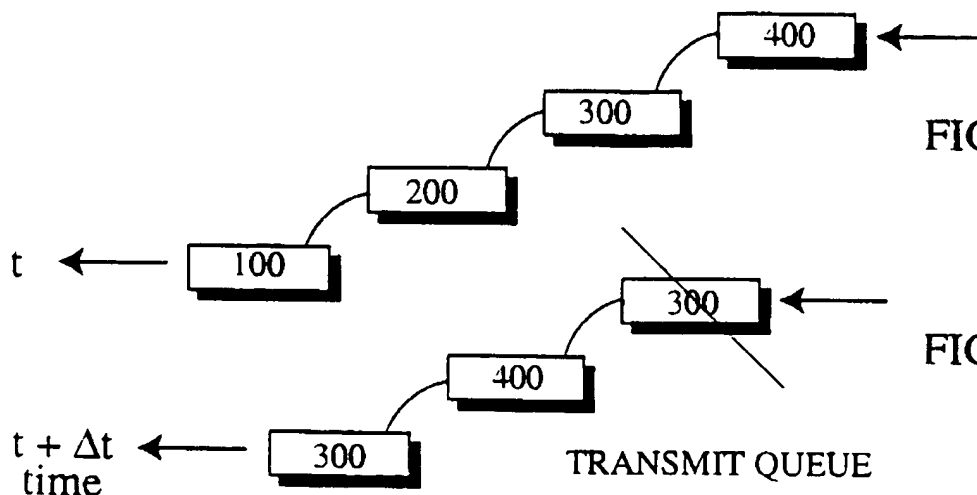 400
300
FIG
200
t
100
300
FIG
400
t + Δt
time
300
TRANSMIT QUEUE